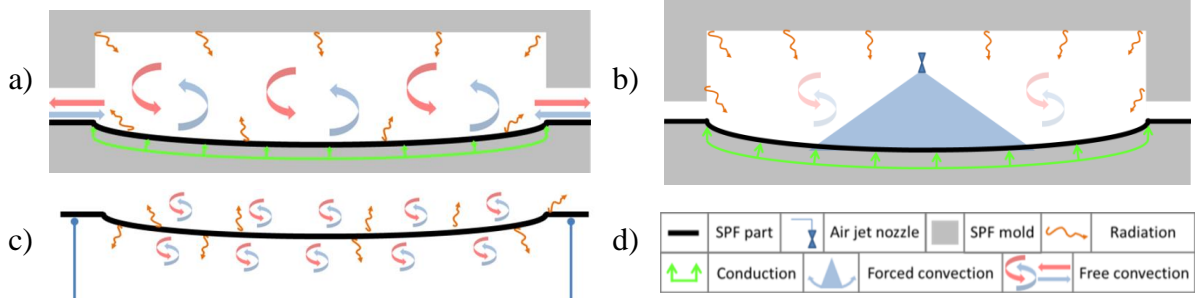 a)
b)
c)
d)
SPF part
Air jet nozzle
SPF mold
Radiation
Conduction
Forced convection
Free convection